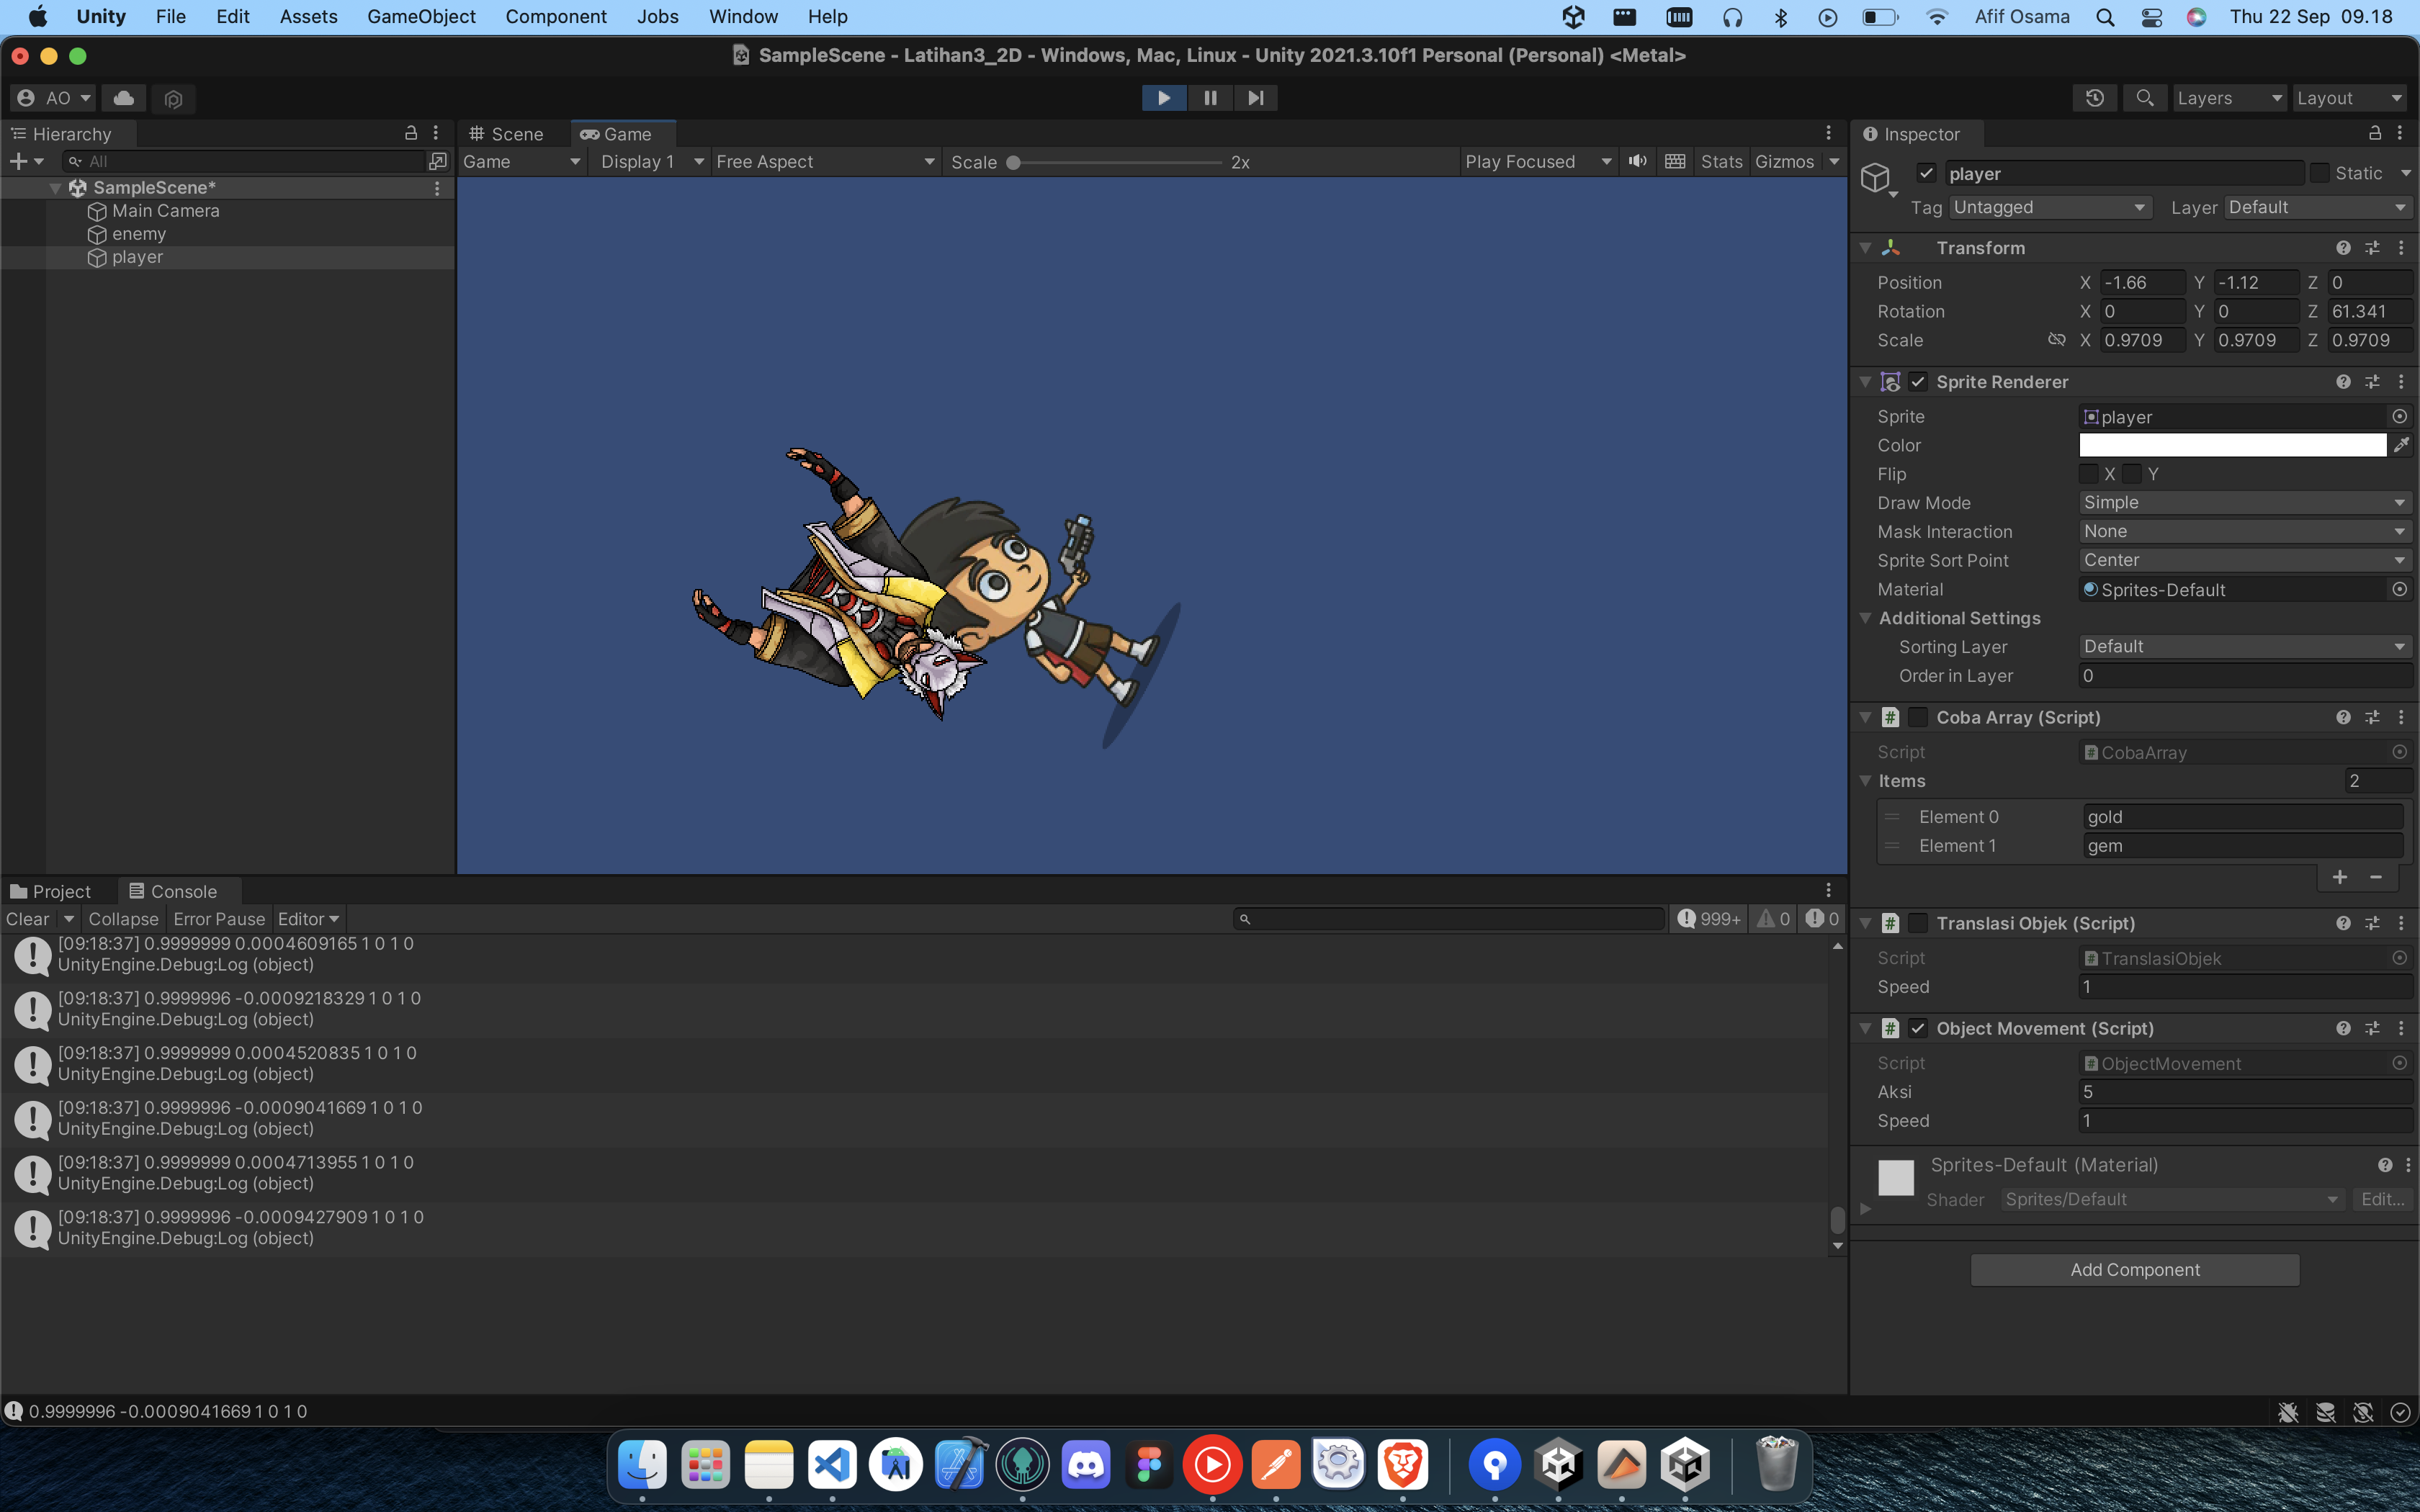 Unity File Edit Assets GameObject Component Jobs Window Help Afif Osama Thu 22 Sep 09.18
SampleScene - Latihan3_2D - Windows, Mac, Linux - Unity 2021.3.10f1 Personal (Personal) <Metal>
AO Layers Layout
Hierarchy
All
SampleScene*
Main Camera
enemy
player
Scene Game
Game Display 1 Free Aspect Scale 2x Play Focused Stats Gizmos
Project Console
Clear Collapse Error Pause Editor 999+ 0 0
[09:18:37] 0.9999999 0.0004609165 1 0 1 0
UnityEngine.Debug:Log (object)
[09:18:37] 0.9999996 -0.0009218329 1 0 1 0
UnityEngine.Debug:Log (object)
[09:18:37] 0.9999999 0.0004520835 1 0 1 0
UnityEngine.Debug:Log (object)
[09:18:37] 0.9999996 -0.0009041669 1 0 1 0
UnityEngine.Debug:Log (object)
[09:18:37] 0.9999999 0.0004713955 1 0 1 0
UnityEngine.Debug:Log (object)
[09:18:37] 0.9999996 -0.0009427909 1 0 1 0
UnityEngine.Debug:Log (object)
0.9999996 -0.0009041669 1 0 1 0
Inspector
player Static
Tag Untagged Layer Default
Transform
Position X -1.66 Y -1.12 Z 0
Rotation X 0 Y 0 Z 61.341
Scale X 0.9709 Y 0.9709 Z 0.9709
Sprite Renderer
Sprite player
Color
Flip X Y
Draw Mode Simple
Mask Interaction None
Sprite Sort Point Center
Material Sprites-Default
Additional Settings
Sorting Layer Default
Order in Layer 0
# Coba Array (Script)
Script # CobaArray
Items 2
Element 0 gold
Element 1 gem
# Translasi Objek (Script)
Script # TranslasiObjek
Speed 1
# Object Movement (Script)
Script # ObjectMovement
Aksi 5
Speed 1
Sprites-Default (Material)
Shader Sprites/Default Edit...
Add Component